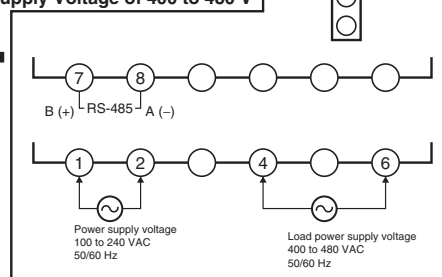 upply Voltage of 400 to 480 V
7 8
B (+) RS-485 A (−)
1 2 4 6
Power supply voltage
100 to 240 VAC
50/60 Hz
Load power supply voltage
400 to 480 VAC
50/60 Hz